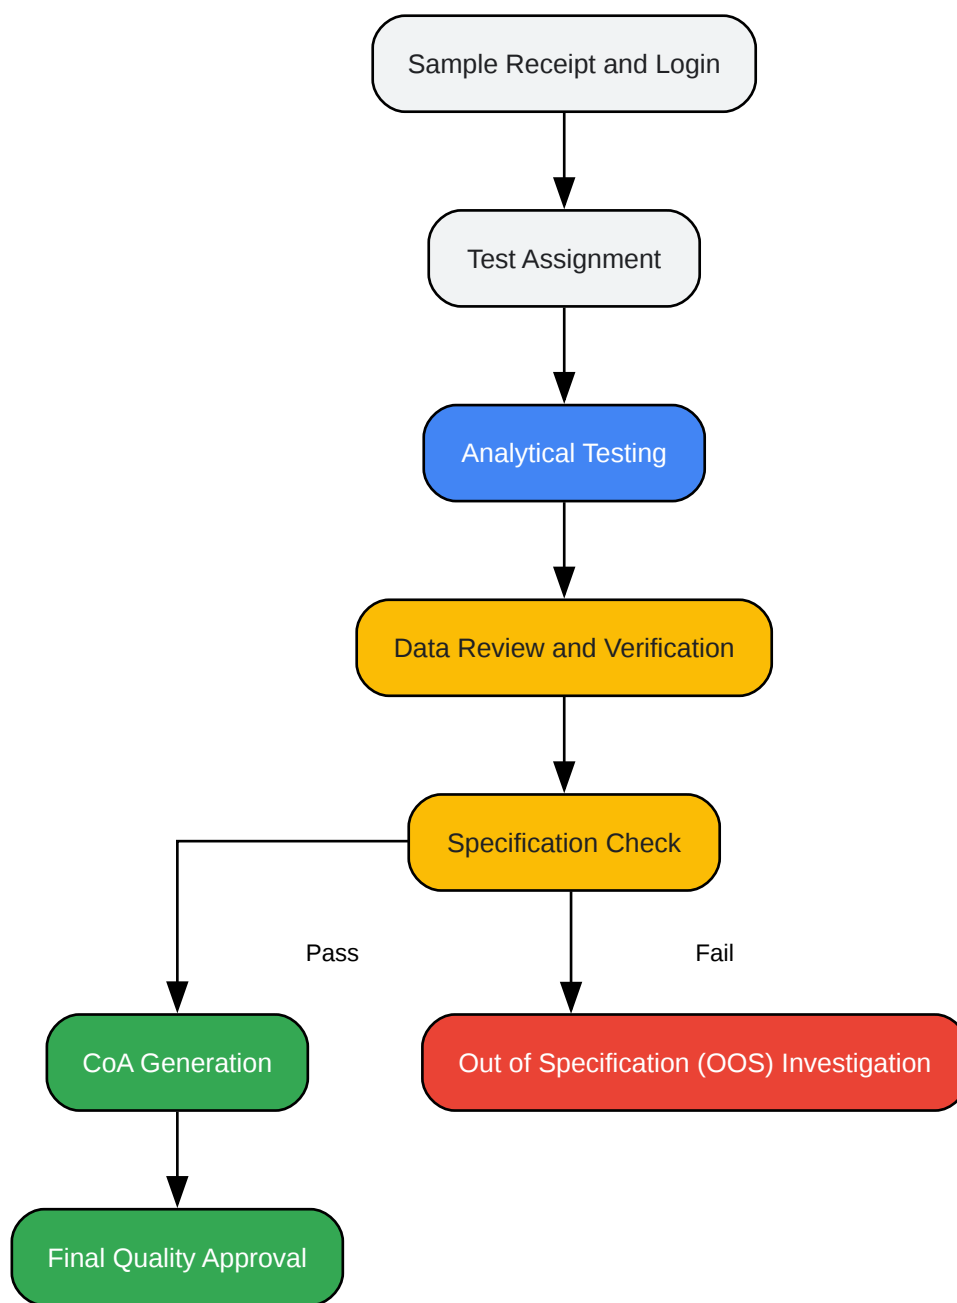 Sample Receipt and Login
Test Assignment
Analytical Testing
Data Review and Verification
Specification Check
Pass
Fail
CoA Generation
Out of Specification (OOS) Investigation
Final Quality Approval